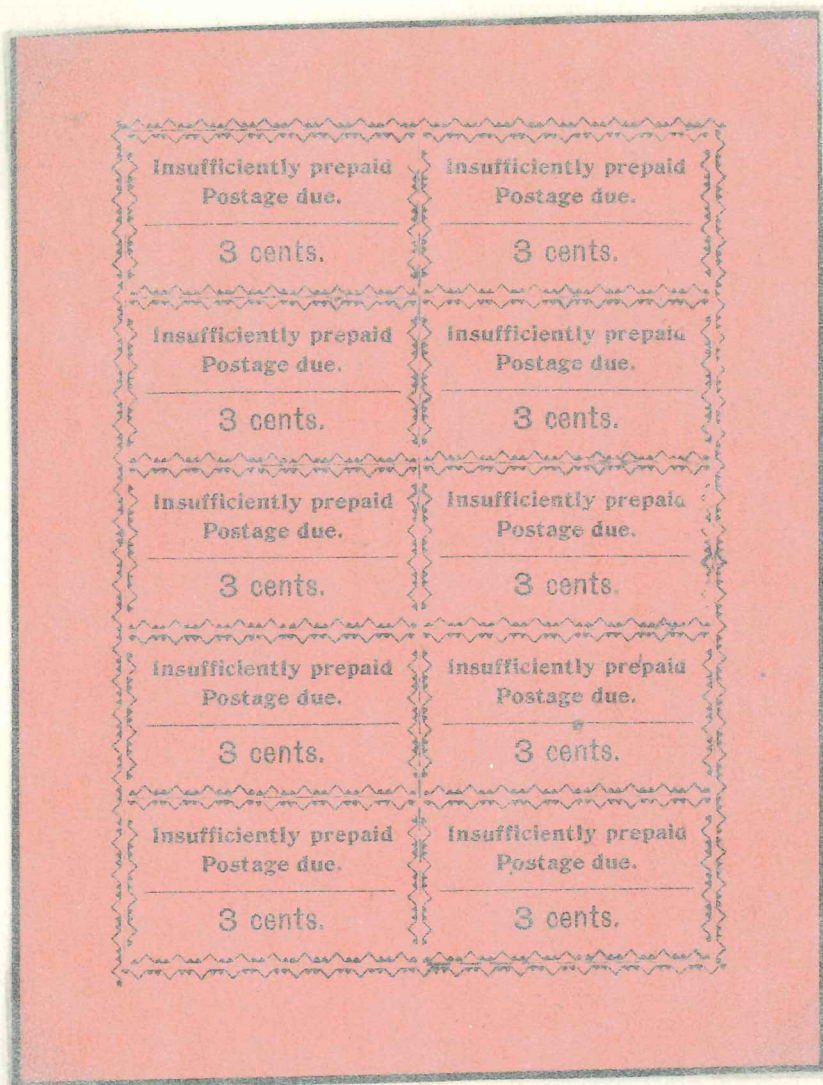 Insufficiently prepaid
Postage due.
3 cents.
Insufficiently prepaid
Postage due.
3 cents.
Insufficiently prepaid
Postage due.
3 cents.
Insufficiently prepaid
Postage due.
3 cents.
Insufficiently prepaid
Postage due.
3 cents.
Insufficiently prepaid
Postage due.
3 cents.
Insufficiently prepaid
Postage due.
3 cents.
Insufficiently prepaid
Postage due.
3 cents.
Insufficiently prepaid
Postage due.
3 cents.
Insufficiently prepaid
Postage due.
3 cents.